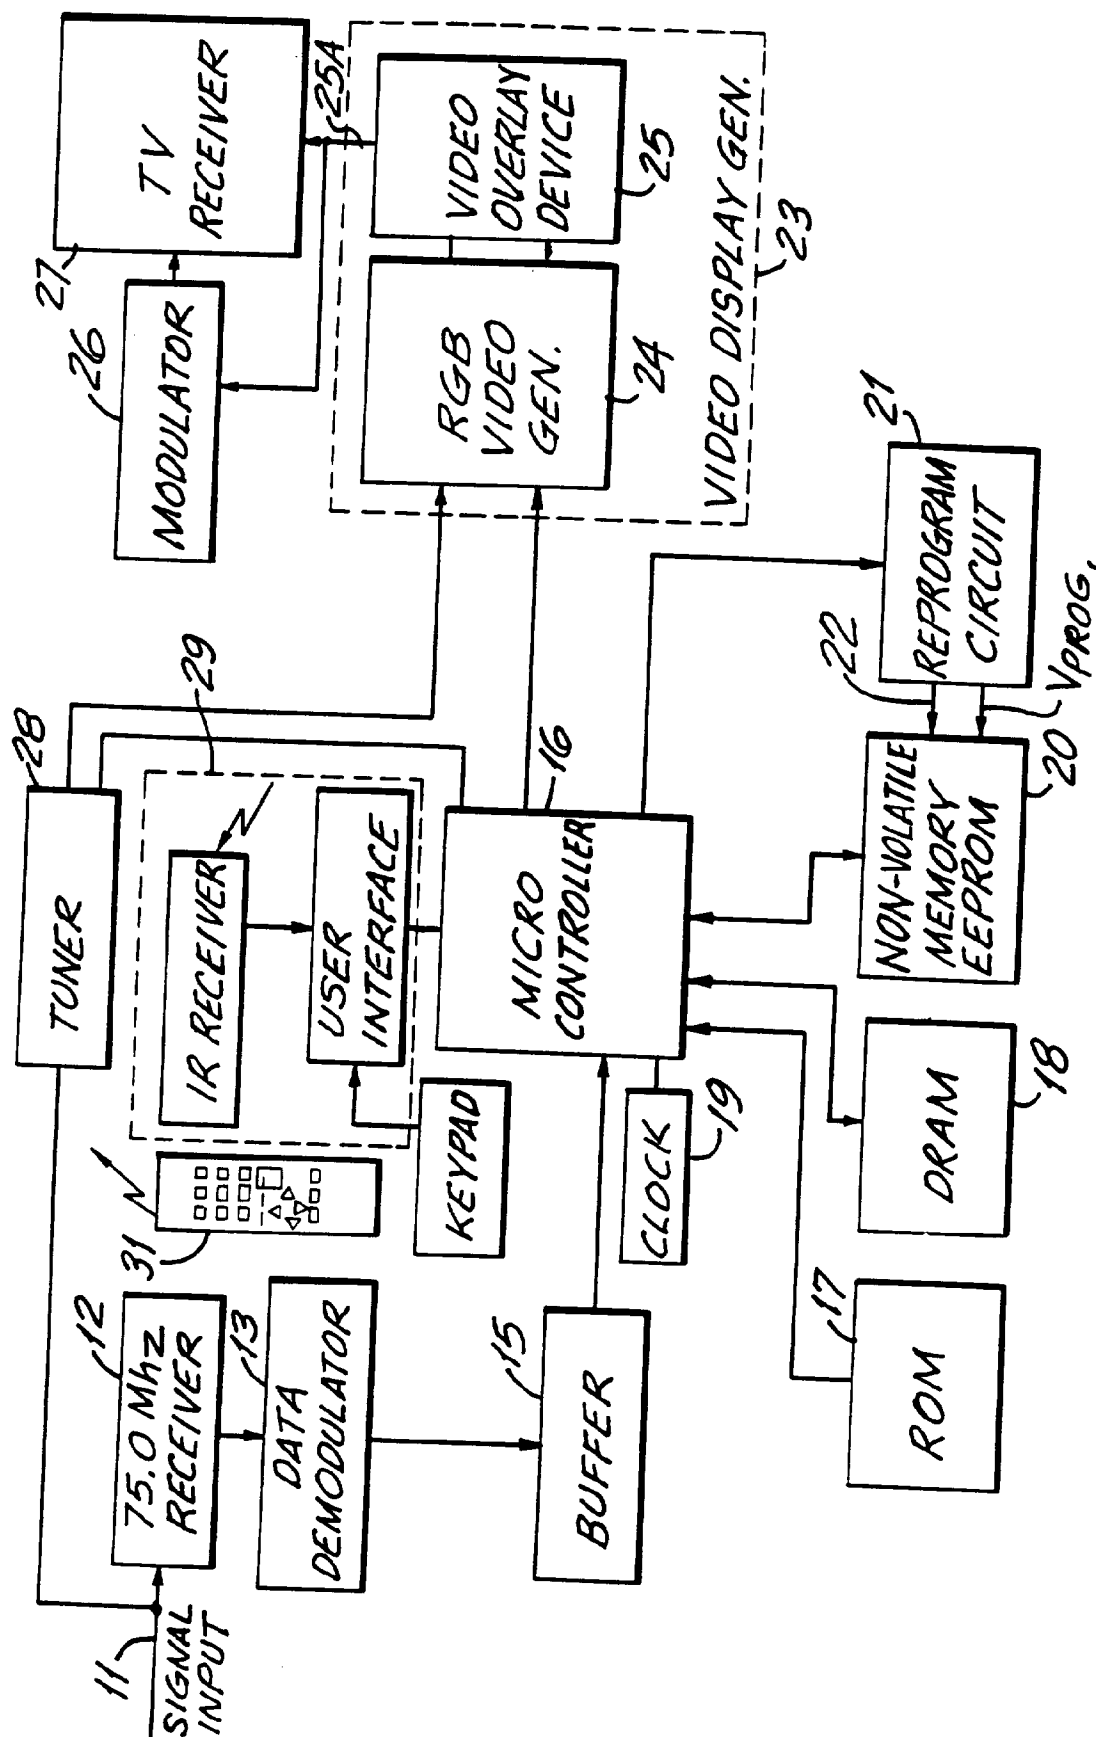 11
SIGNAL
INPUT
12
75.0 Mhz
RECEIVER
13
DATA
DEMODULATOR
15
BUFFER
17
ROM
31
KEYPAD
CLOCK
19
DRAM
18
28
TUNER
29
IR RECEIVER
USER
INTERFACE
16
MICRO
CONTROLLER
NON-VOLATILE
MEMORY
EEPROM
20
22
VPROG.
21
REPROGRAM
CIRCUIT
26
MODULATOR
27
TV
RECEIVER
25A
RGB
VIDEO
GEN.
24
VIDEO
OVERLAY
DEVICE
25
VIDEO DISPLAY GEN.
23